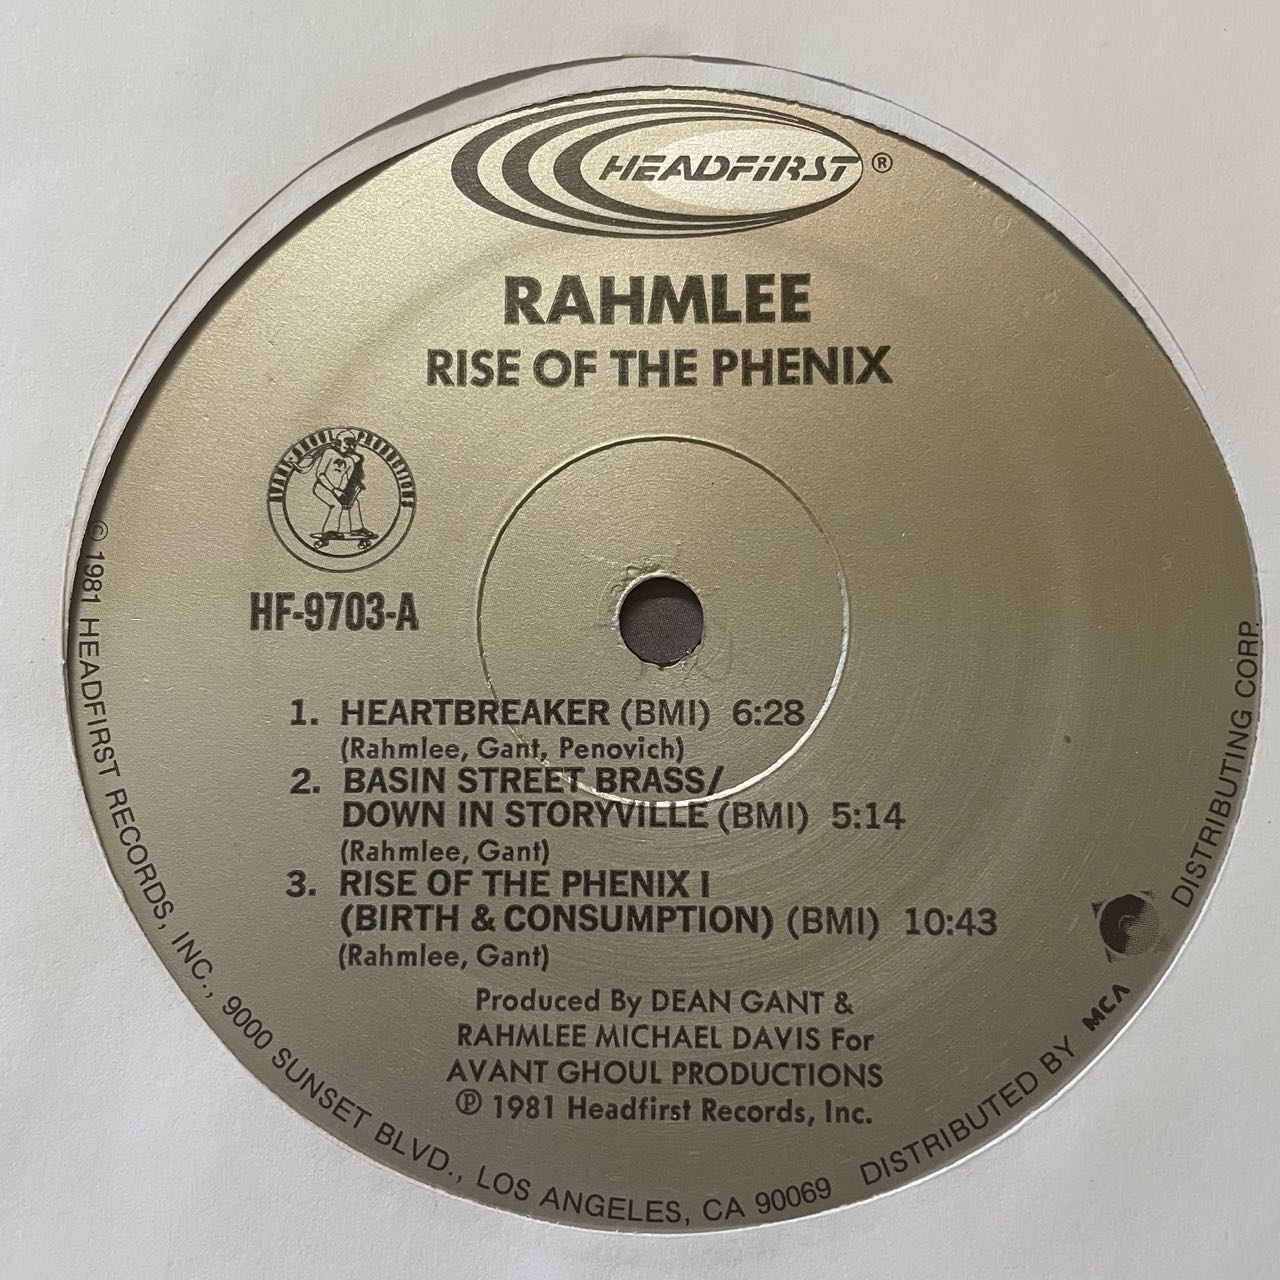 HEADFIRST ®
RAHMLEE
RISE OF THE PHENIX
AVANT GHOUL PRODUCTIONS
HF-9703-A
1. HEARTBREAKER (BMI) 6:28
(Rahmlee, Gant, Penovich)
2. BASIN STREET BRASS/
DOWN IN STORYVILLE (BMI) 5:14
(Rahmlee, Gant)
3. RISE OF THE PHENIX I
(BIRTH & CONSUMPTION) (BMI) 10:43
(Rahmlee, Gant)
Produced By DEAN GANT &
RAHMLEE MICHAEL DAVIS For
AVANT GHOUL PRODUCTIONS
℗ 1981 Headfirst Records, Inc.
© 1981 HEADFIRST RECORDS, INC., 9000 SUNSET BLVD., LOS ANGELES, CA 90069 DISTRIBUTED BY MCA DISTRIBUTING CORP.